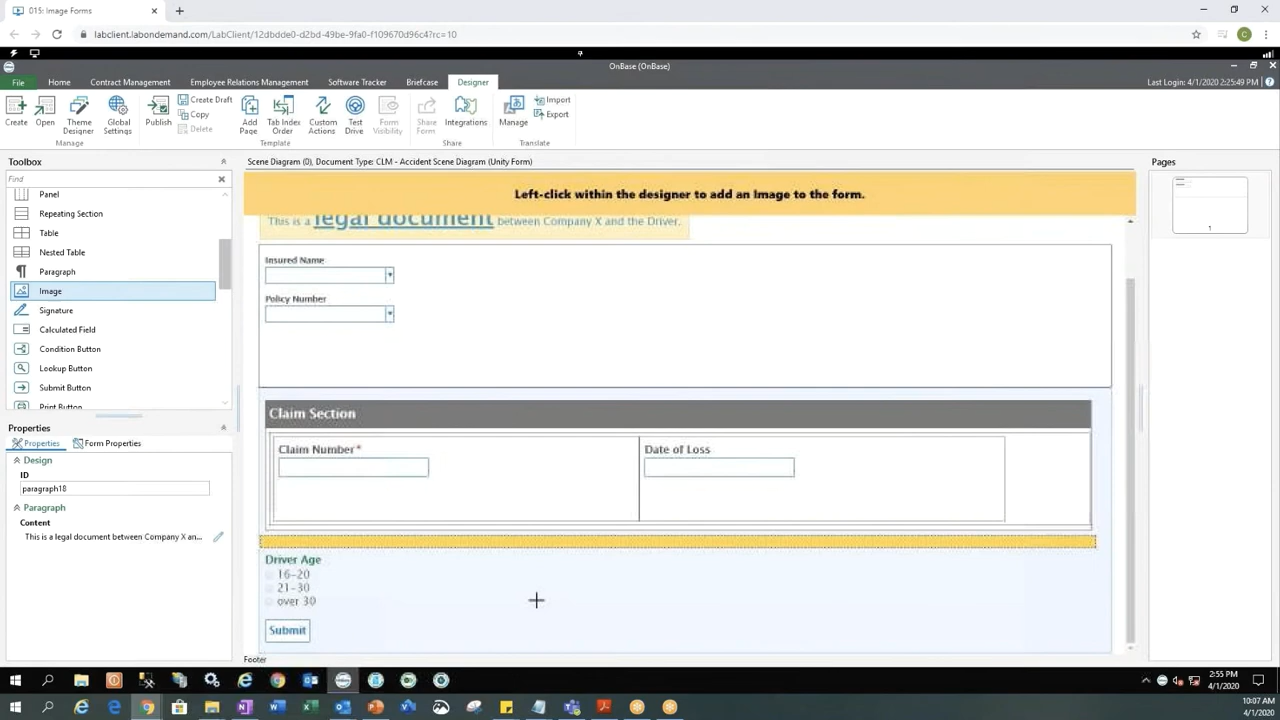 015: Image Forms
labclient.labondemand.com/LabClient/12dbdde0-d2bd-49be-9fa0-f109670d96c4?rc=10
C
OnBase (OnBase)
File Home Contract Management Employee Relations Management Software Tracker Briefcase Designer
Last Login: 4/1/2020 2:25:49 PM
Create Open Theme Designer Global Settings Publish Create Draft Copy Delete Add Page Tab Index Order Custom Actions Test Drive Form Visibility Share Form Integrations Manage Import Export
Manage Template Share Translate
Toolbox
Scene Diagram (0), Document Type: CLM - Accident Scene Diagram (Unity Form)
Pages
Find
Panel
Repeating Section
Table
Nested Table
Paragraph
Image
Signature
Calculated Field
Condition Button
Lookup Button
Submit Button
Print Button
Left-click within the designer to add an Image to the form.
This is a legal document between Company X and the Driver.
Insured Name
Policy Number
Claim Section
Claim Number*
Date of Loss
Driver Age
16-20
21-30
over 30
Submit
Footer
1
Properties
Properties Form Properties
Design
ID
paragraph18
Paragraph
Content
This is a legal document between Company X an...
2:55 PM
4/1/2020
10:07 AM
4/1/2020